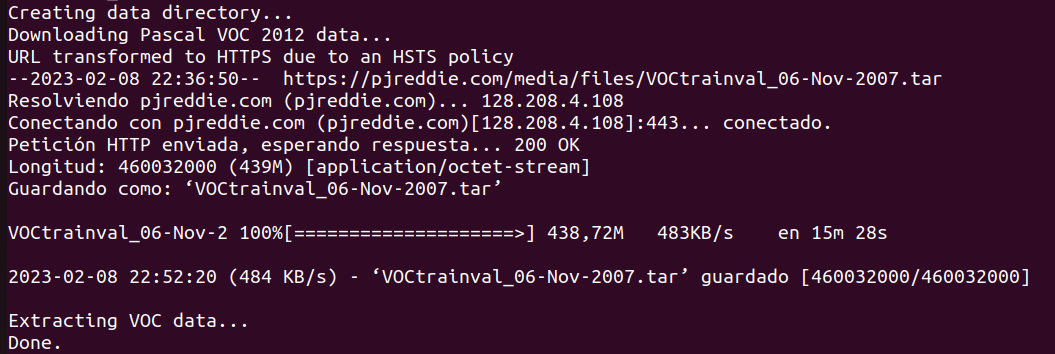 Creating data directory...
Downloading Pascal VOC 2012 data...
URL transformed to HTTPS due to an HSTS policy
--2023-02-08 22:36:50--  https://pjreddie.com/media/files/VOCtrainval_06-Nov-2007.tar
Resolviendo pjreddie.com (pjreddie.com)... 128.208.4.108
Conectando con pjreddie.com (pjreddie.com)[128.208.4.108]:443... conectado.
Petición HTTP enviada, esperando respuesta... 200 OK
Longitud: 460032000 (439M) [application/octet-stream]
Guardando como: ‘VOCtrainval_06-Nov-2007.tar’
VOCtrainval_06-Nov-2 100%[====================>] 438,72M   483KB/s    en 15m 28s
2023-02-08 22:52:20 (484 KB/s) - ‘VOCtrainval_06-Nov-2007.tar’ guardado [460032000/460032000]
Extracting VOC data...
Done.